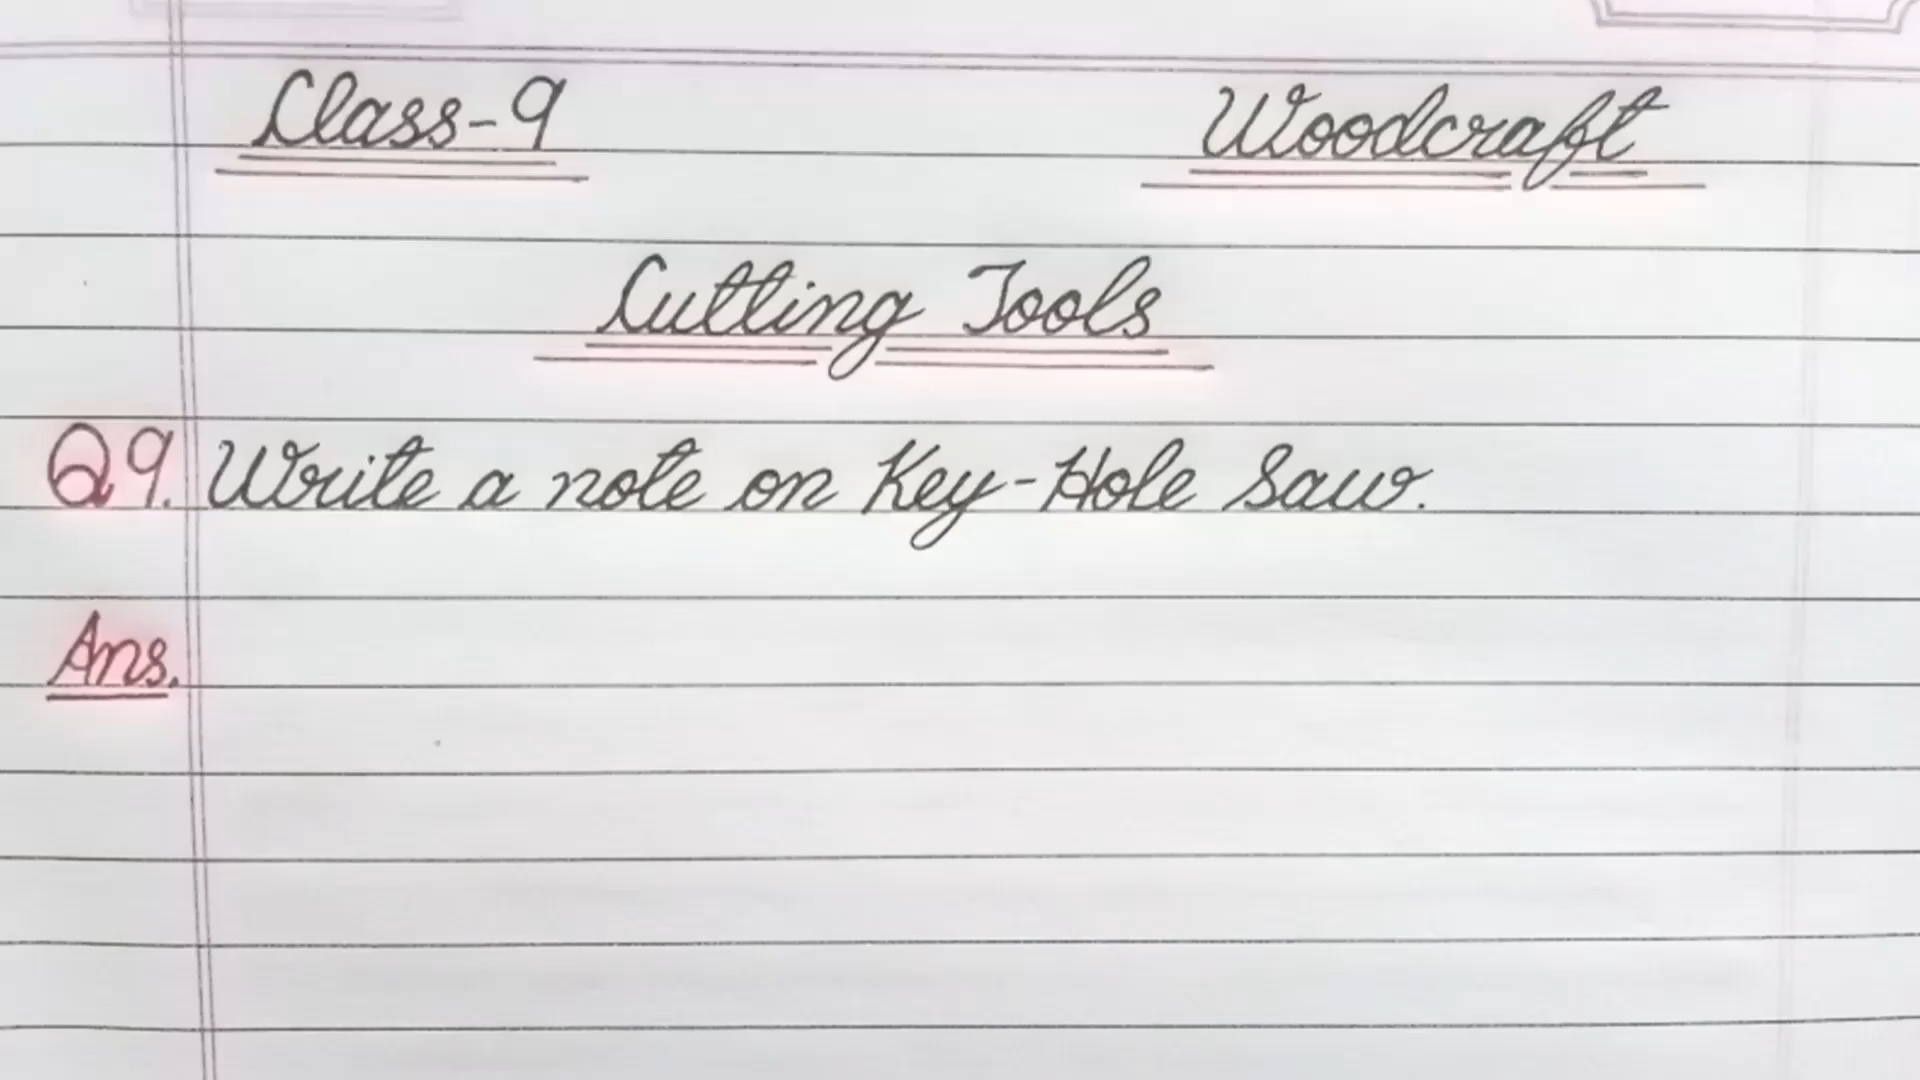 Class-9 Woodcraft
Cutting Tools
Q9. Write a note on Key-Hole Saw.
Ans.